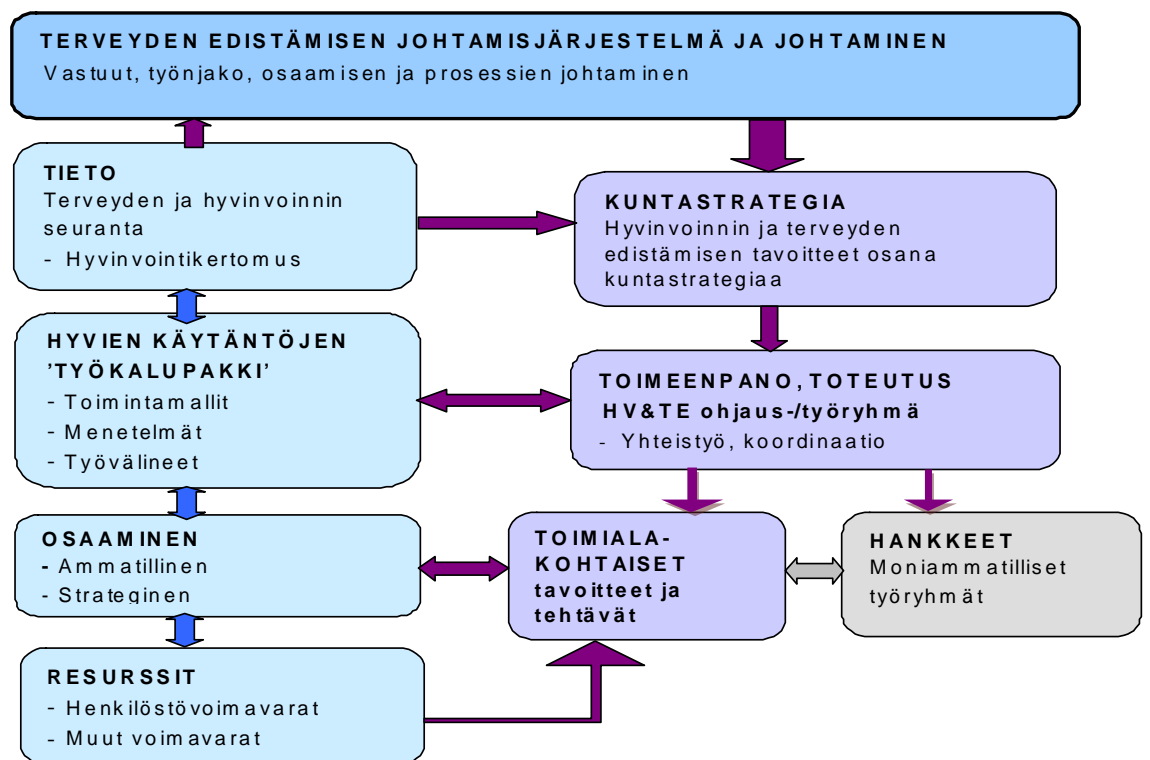 TERVEYDEN EDISTÄMISEN JOHTAMISJÄRJESTELMÄ JA JOHTAMINEN
Vastuut, työnjako, osaamisen ja prosessien johtaminen
TIETO
Terveyden ja hyvinvoinnin
seuranta
- Hyvinvointikertomus
KUNTASTRATEGIA
Hyvinvoinnin ja terveyden
edistämisen tavoitteet osana
kuntastrategiaa
HYVIEN KÄYTÄNTÖJEN
’TYÖKALUPAKKI’
- Toimintamallit
- Menetelmät
- Työvälineet
TOIMEENPANO, TOTEUTUS
HV&TE ohjaus-/työryhmä
- Yhteistyö, koordinaatio
OSAAMINEN
- Ammatillinen
- Strateginen
TOIMIALA-
KOHTAISET
tavoitteet ja
tehtävät
HANKKEET
Moniammatilliset
työryhmät
RESURSSIT
- Henkilöstövoimavarat
- Muut voimavarat